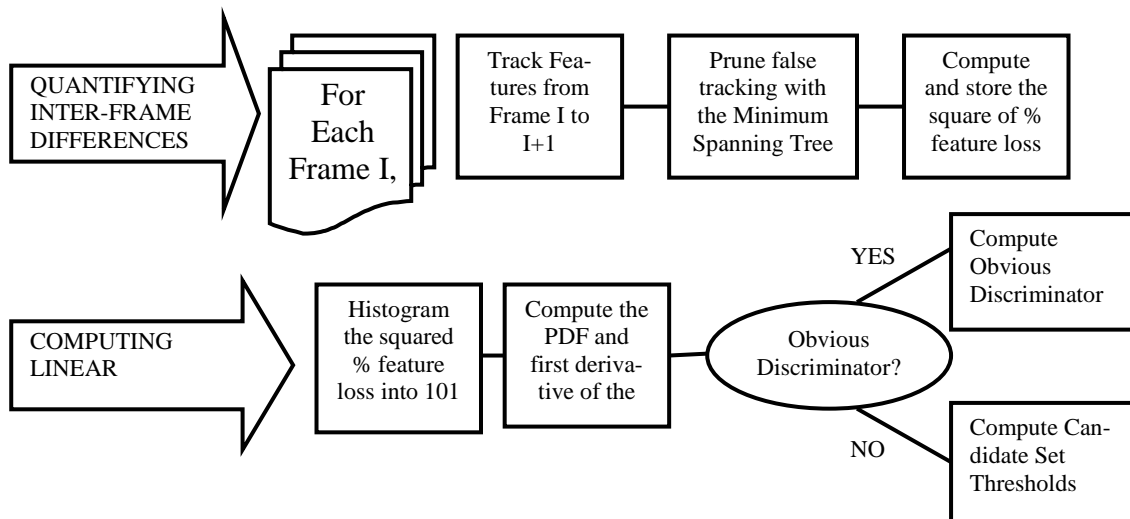 QUANTIFYING
INTER-FRAME
DIFFERENCES
For
Each
Frame I,
Track Fea-
tures from
Frame I to
I+1
Prune false
tracking with
the Minimum
Spanning Tree
Compute
and store the
square of %
feature loss
COMPUTING
LINEAR
Histogram
the squared
% feature
loss into 101
Compute the
PDF and
first deriva-
tive of the
Obvious
Discriminator?
YES
Compute
Obvious
Discriminator
NO
Compute Can-
didate Set
Thresholds